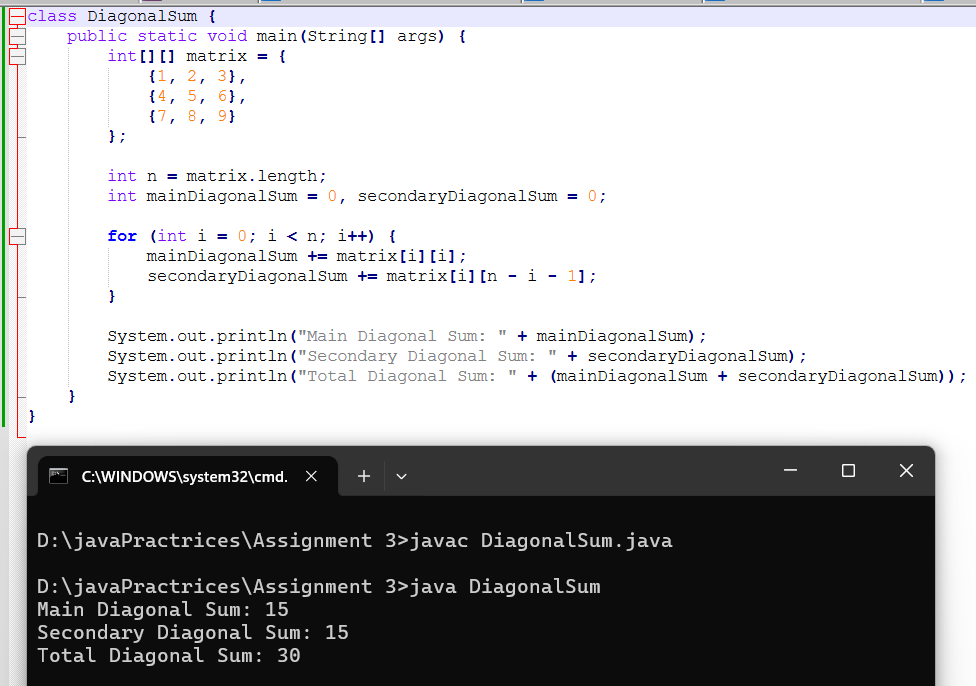 class DiagonalSum {
    public static void main(String[] args) {
        int[][] matrix = {
            {1, 2, 3},
            {4, 5, 6},
            {7, 8, 9}
        };

        int n = matrix.length;
        int mainDiagonalSum = 0, secondaryDiagonalSum = 0;

        for (int i = 0; i < n; i++) {
            mainDiagonalSum += matrix[i][i];
            secondaryDiagonalSum += matrix[i][n - i - 1];
        }

        System.out.println("Main Diagonal Sum: " + mainDiagonalSum);
        System.out.println("Secondary Diagonal Sum: " + secondaryDiagonalSum);
        System.out.println("Total Diagonal Sum: " + (mainDiagonalSum + secondaryDiagonalSum));
    }
}
C:\WINDOWS\system32\cmd.
D:\javaPractrices\Assignment 3>javac DiagonalSum.java
D:\javaPractrices\Assignment 3>java DiagonalSum
Main Diagonal Sum: 15
Secondary Diagonal Sum: 15
Total Diagonal Sum: 30